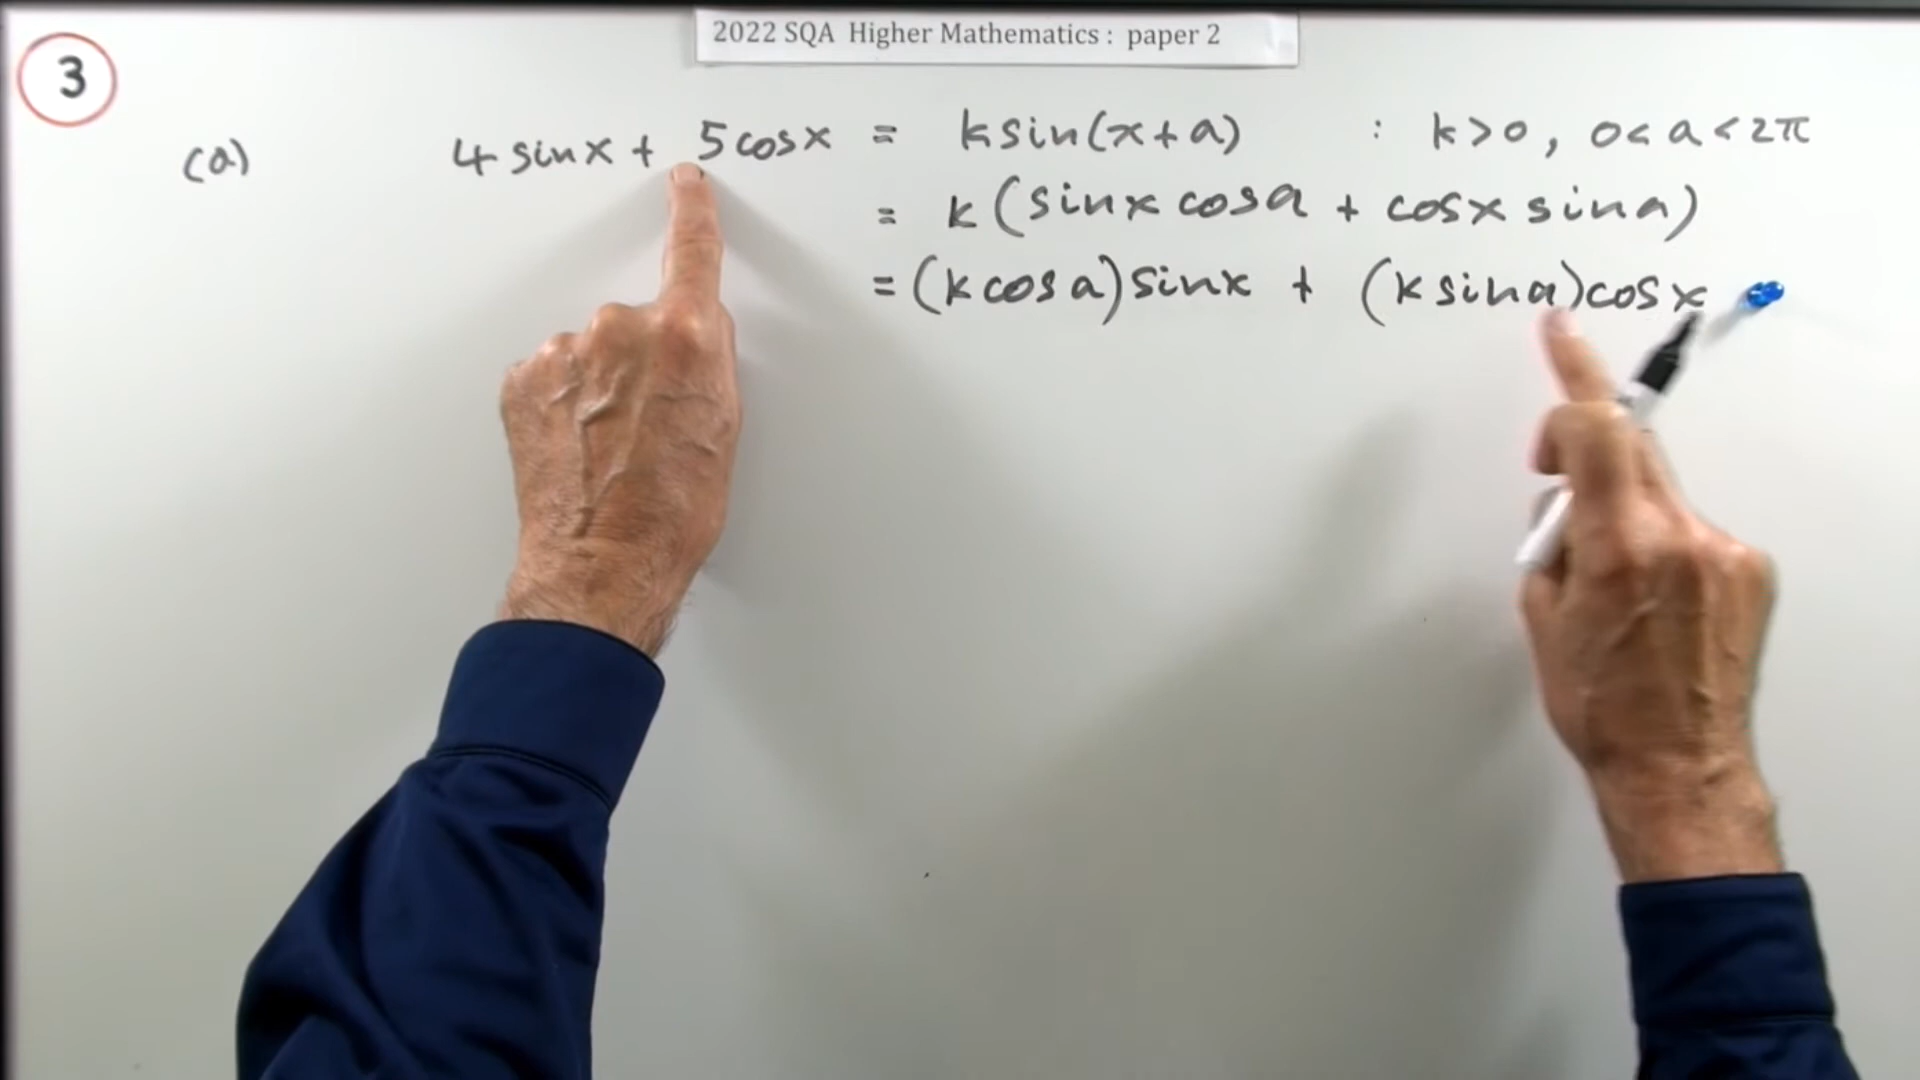 2022 SQA Higher Mathematics : paper 2
3
(a) 4 sinx + 5cosx = ksin(x+a) : k>0, 0<a<2π
= k(sinx cosa + cosx sina)
= (kcosa)sinx + (ksina)cosx